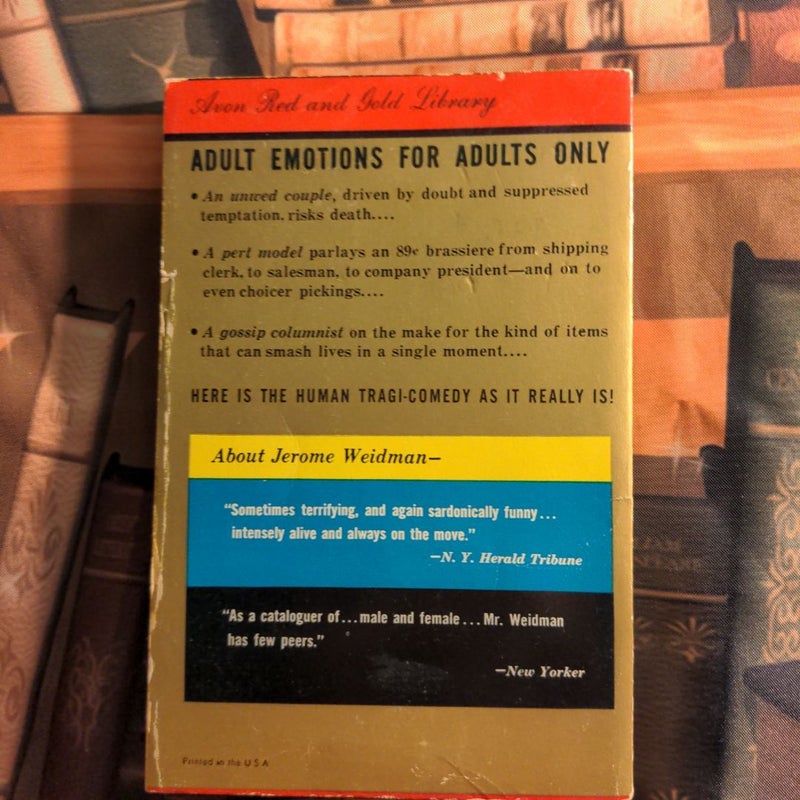 Avon Red and Gold Library
ADULT EMOTIONS FOR ADULTS ONLY
• An unwed couple, driven by doubt and suppressed
temptation, risks death....
• A pert model parlays an 89c brassiere from shipping
clerk, to salesman, to company president—and on to
even choicer pickings....
• A gossip columnist on the make for the kind of items
that can smash lives in a single moment....
HERE IS THE HUMAN TRAGI-COMEDY AS IT REALLY IS!
About Jerome Weidman—
"Sometimes terrifying, and again sardonically funny...
intensely alive and always on the move."
—N. Y. Herald Tribune
"As a cataloguer of...male and female...Mr. Weidman
has few peers."
—New Yorker
Printed in the U S A